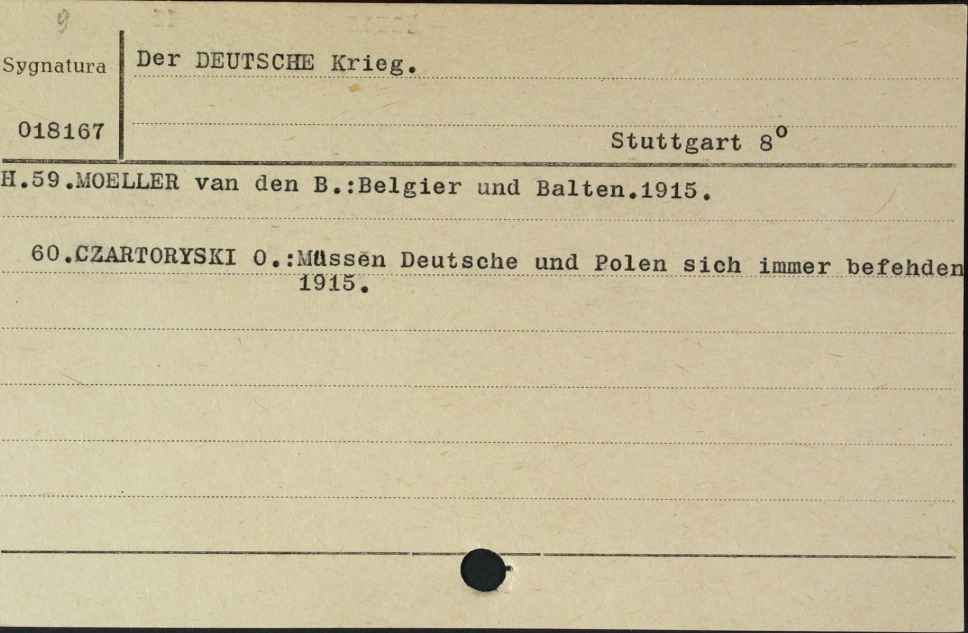 9
Sygnatura
Der DEUTSCHE Krieg.
018167
Stuttgart 8°
H.59.MOELLER van den B.:Belgier und Balten.1915.
60.CZARTORYSKI O.:Müssen Deutsche und Polen sich immer befehden
1915.